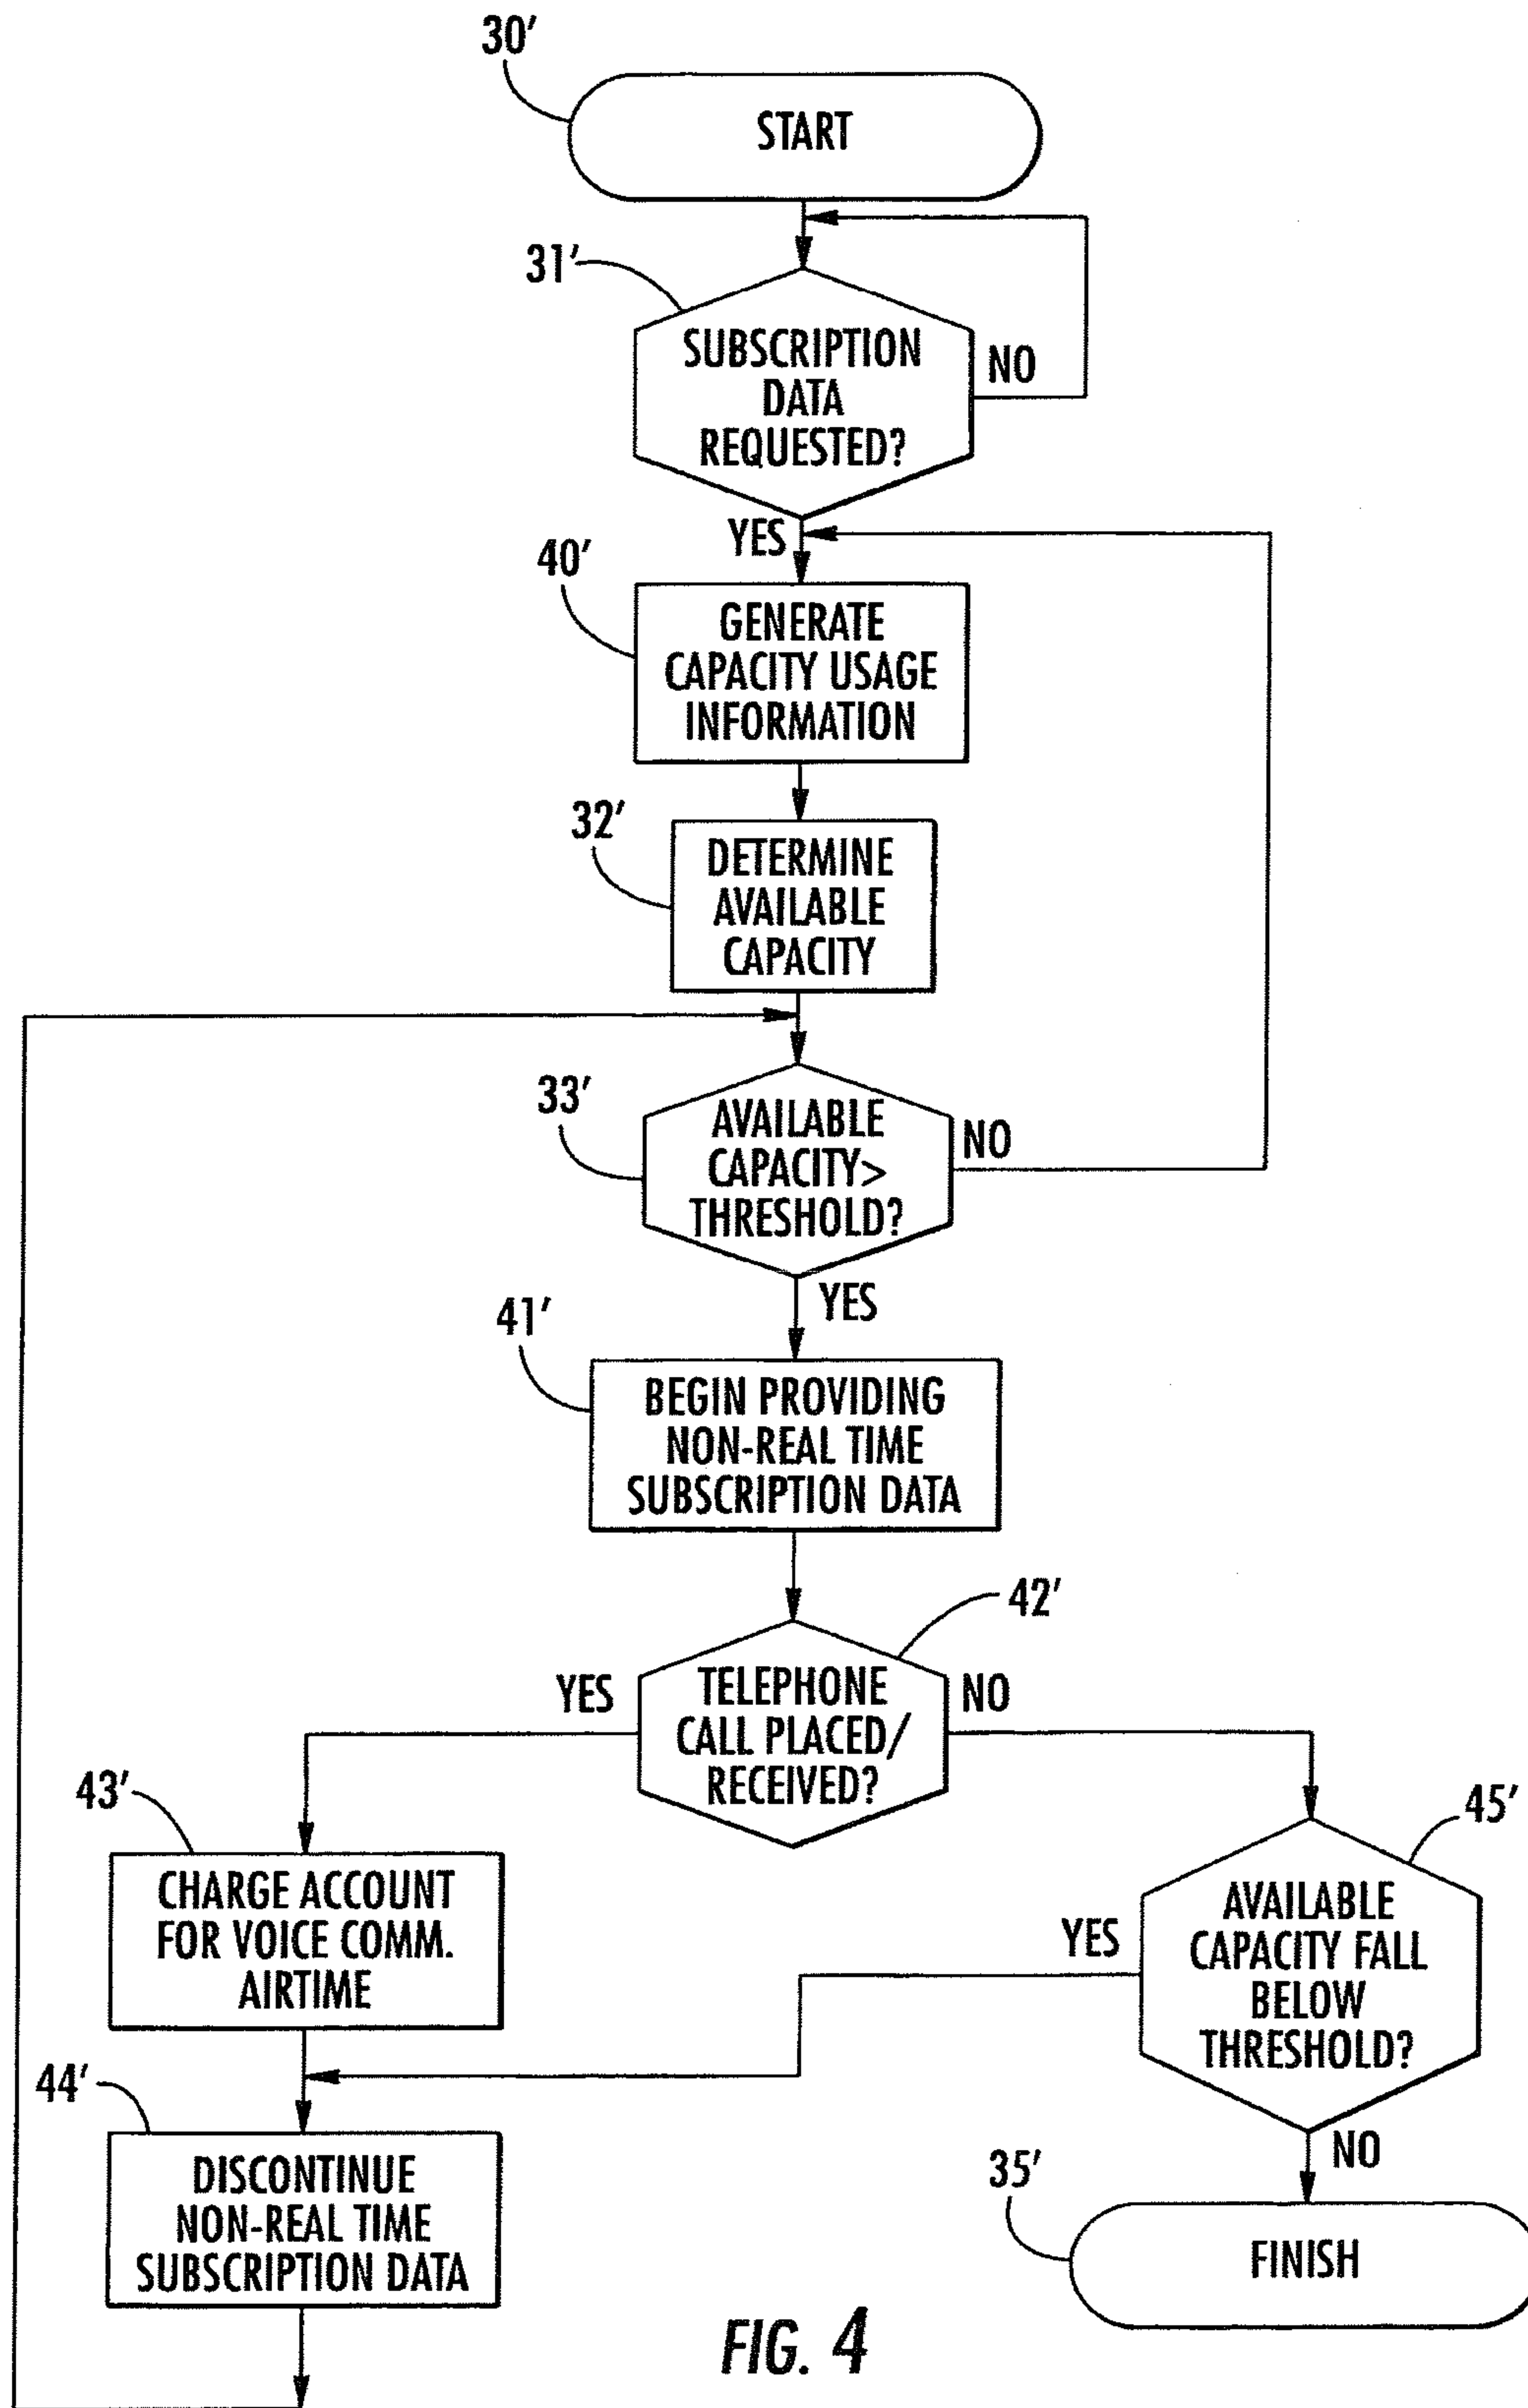 30'
START
31'
SUBSCRIPTION
DATA
REQUESTED?
NO
YES
40'
GENERATE
CAPACITY USAGE
INFORMATION
32'
DETERMINE
AVAILABLE
CAPACITY
33'
AVAILABLE
CAPACITY>
THRESHOLD?
NO
YES
41'
BEGIN PROVIDING
NON-REAL TIME
SUBSCRIPTION DATA
42'
YES
TELEPHONE
CALL PLACED/
RECEIVED?
NO
43'
CHARGE ACCOUNT
FOR VOICE COMM.
AIRTIME
45'
YES
AVAILABLE
CAPACITY FALL
BELOW
THRESHOLD?
NO
44'
DISCONTINUE
NON-REAL TIME
SUBSCRIPTION DATA
35'
FINISH
FIG. 4